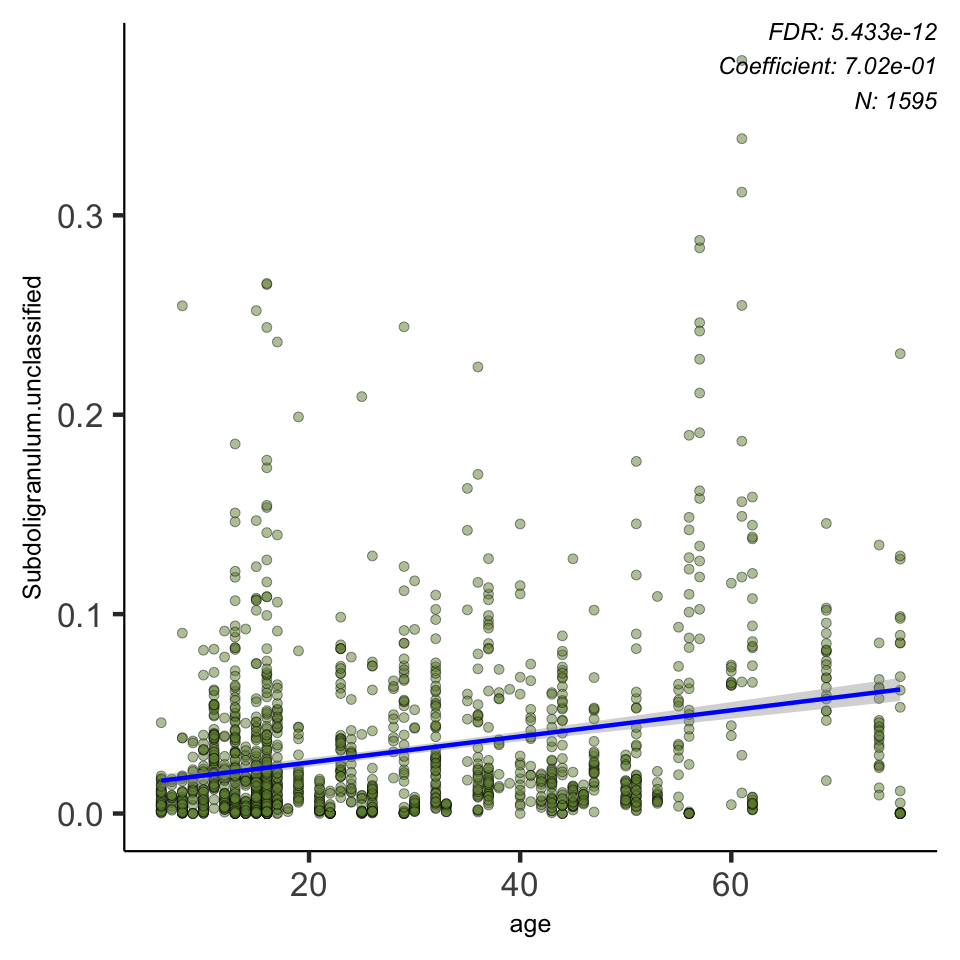 FDR: 5.433e-12
Coefficient: 7.02e-01
N: 1595
Subdoligranulum.unclassified
0.3
0.2
0.1
0.0
20 40 60
age